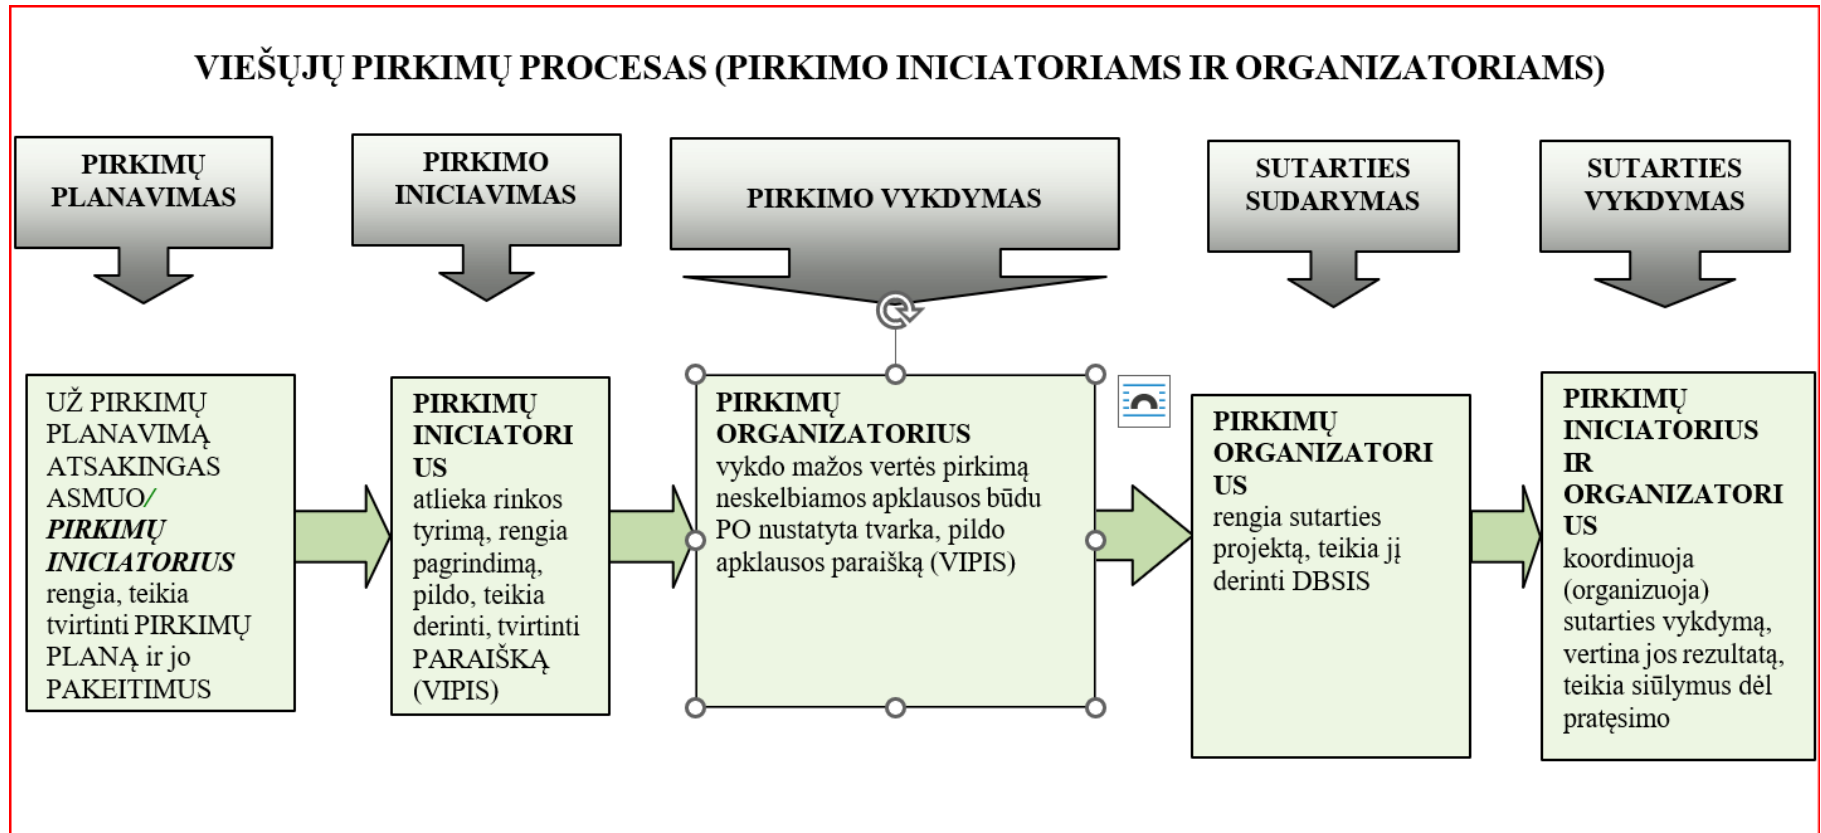 VIEŠŲJŲ PIRKIMŲ PROCESAS (PIRKIMO INICIATORIAMS IR ORGANIZATORIAMS)
PIRKIMŲ
PLANAVIMAS
PIRKIMO
INICIAVIMAS
PIRKIMO VYKDYMAS
SUTARTIES
SUDARYMAS
SUTARTIES
VYKDYMAS
UŽ PIRKIMŲ
PLANAVIMĄ
ATSAKINGAS
ASMUO/
PIRKIMŲ
INICIATORIUS
rengia, teikia
tvirtinti PIRKIMŲ
PLANĄ ir jo
PAKEITIMUS
PIRKIMŲ
INICIATORI
US
atlieka rinkos
tyrimą, rengia
pagrindimą,
pildo, teikia
derinti, tvirtinti
PARAIŠKĄ
(VIPIS)
PIRKIMŲ
ORGANIZATORIUS
vykdo mažos vertės pirkimą
neskelbiamos apklausos būdu
PO nustatyta tvarka, pildo
apklausos paraišką (VIPIS)
PIRKIMŲ
ORGANIZATORI
US
rengia sutarties
projektą, teikia jį
derinti DBSIS
PIRKIMŲ
INICIATORIUS
IR
ORGANIZATORI
US
koordinuoja
(organizuoja)
sutarties vykdymą,
vertina jos rezultatą,
teikia siūlymus dėl
pratęsimo